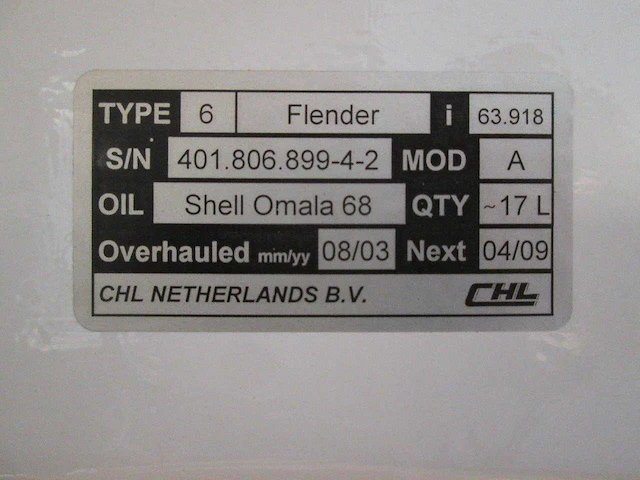 TYPE 6 Flender i 63.918
S/N 401.806.899-4-2 MOD A
OIL Shell Omala 68 QTY ~17 L
Overhauled mm/yy 08/03 Next 04/09
CHL NETHERLANDS B.V. CHL